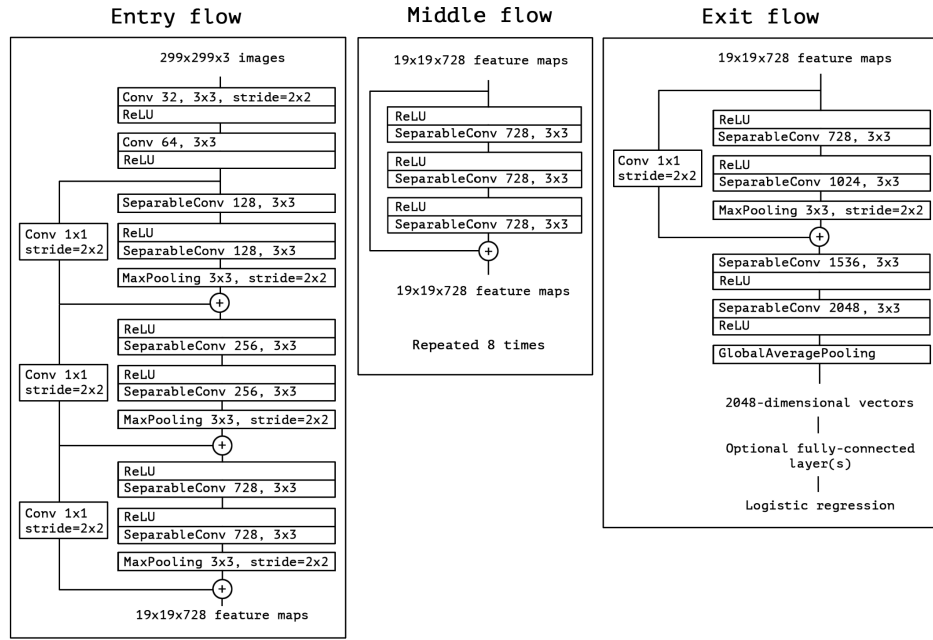 Entry flow
299x299x3 images
Conv 32, 3x3, stride=2x2
ReLU
Conv 64, 3x3
ReLU
SeparableConv 128, 3x3
Conv 1x1
stride=2x2
ReLU
SeparableConv 128, 3x3
MaxPooling 3x3, stride=2x2
+
ReLU
SeparableConv 256, 3x3
Conv 1x1
stride=2x2
ReLU
SeparableConv 256, 3x3
MaxPooling 3x3, stride=2x2
+
ReLU
SeparableConv 728, 3x3
Conv 1x1
stride=2x2
ReLU
SeparableConv 728, 3x3
MaxPooling 3x3, stride=2x2
+
19x19x728 feature maps
Middle flow
19x19x728 feature maps
ReLU
SeparableConv 728, 3x3
ReLU
SeparableConv 728, 3x3
ReLU
SeparableConv 728, 3x3
+
19x19x728 feature maps
Repeated 8 times
Exit flow
19x19x728 feature maps
ReLU
SeparableConv 728, 3x3
Conv 1x1
stride=2x2
ReLU
SeparableConv 1024, 3x3
MaxPooling 3x3, stride=2x2
+
SeparableConv 1536, 3x3
ReLU
SeparableConv 2048, 3x3
ReLU
GlobalAveragePooling
2048-dimensional vectors
Optional fully-connected
layer(s)
Logistic regression